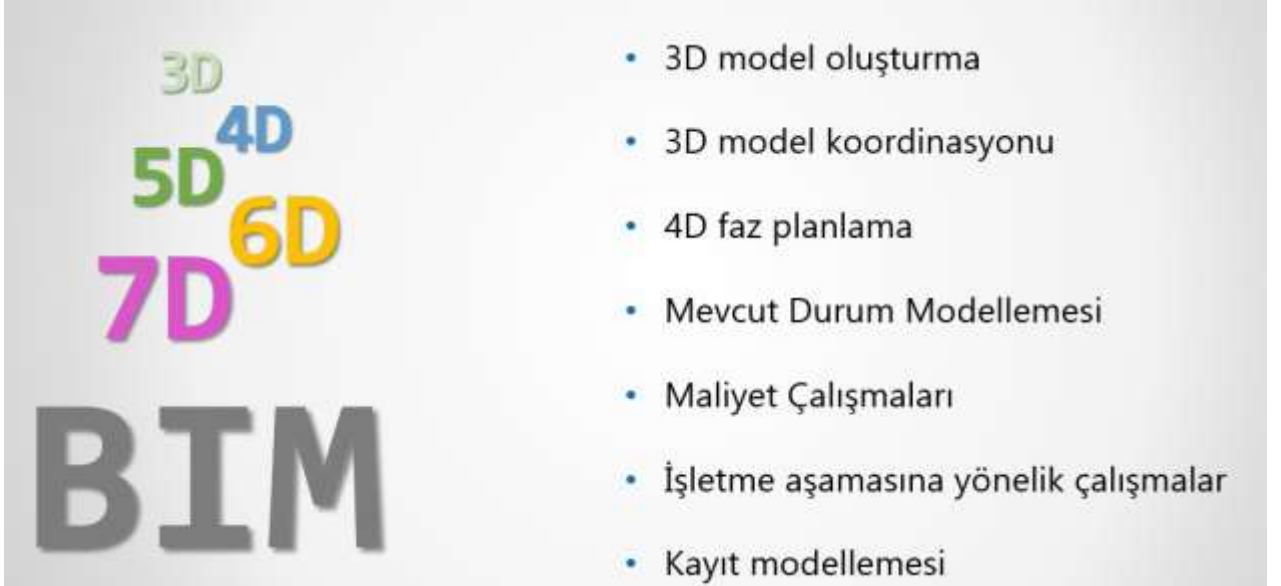 3D
4D
5D
6D
7D
BIM
• 3D model oluşturma
• 3D model koordinasyonu
• 4D faz planlama
• Mevcut Durum Modellemesi
• Maliyet Çalışmaları
• İşletme aşamasına yönelik çalışmalar
• Kayıt modellemesi